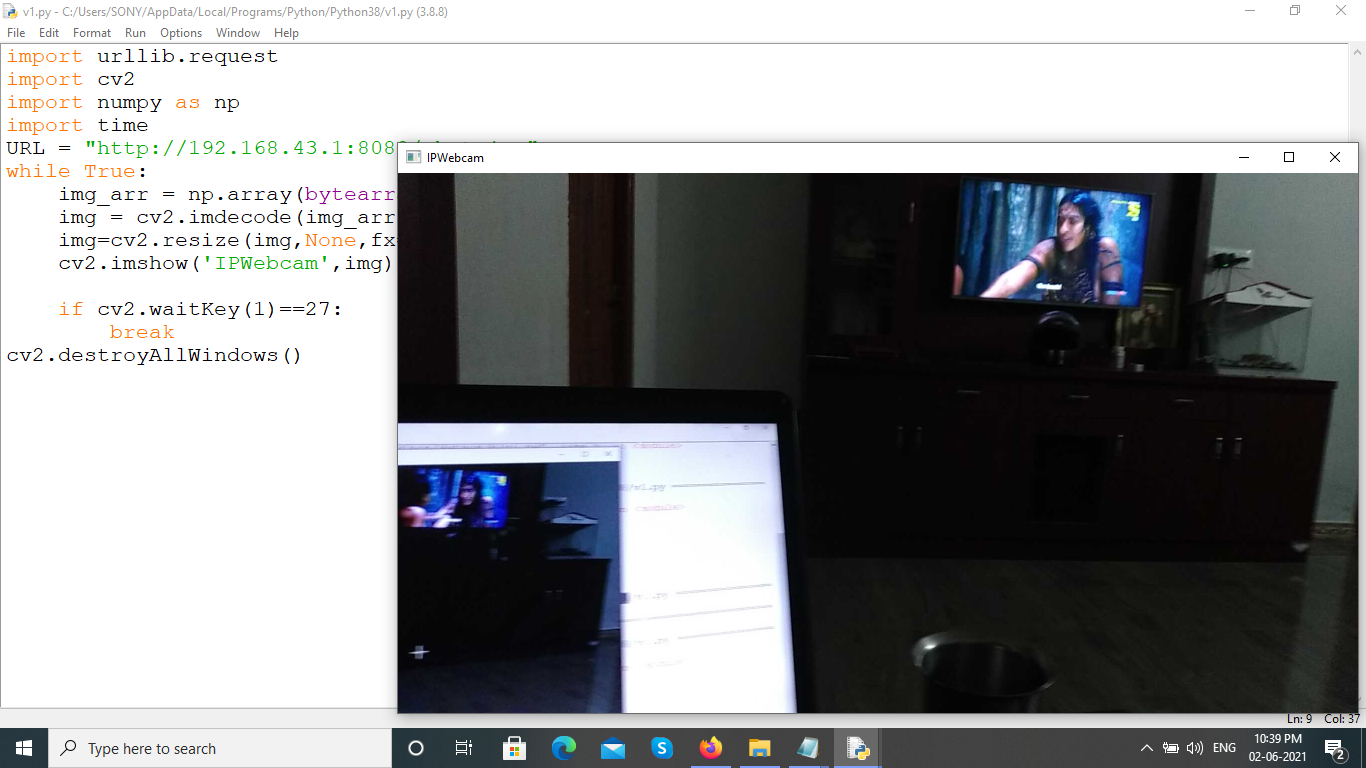 v1.py - C:/Users/SONY/AppData/Local/Programs/Python/Python38/v1.py (3.8.8)
File Edit Format Run Options Window Help
import urllib.request
import cv2
import numpy as np
import time
URL = "http://192.168.43.1:808
while True:
img_arr = np.array(bytearr
img = cv2.imdecode(img_arr
img=cv2.resize(img,None,fx
cv2.imshow('IPWebcam',img)
if cv2.waitKey(1)==27:
break
cv2.destroyAllWindows()
IPWebcam
Ln: 9 Col: 37
Type here to search
ENG
10:39 PM
02-06-2021
2